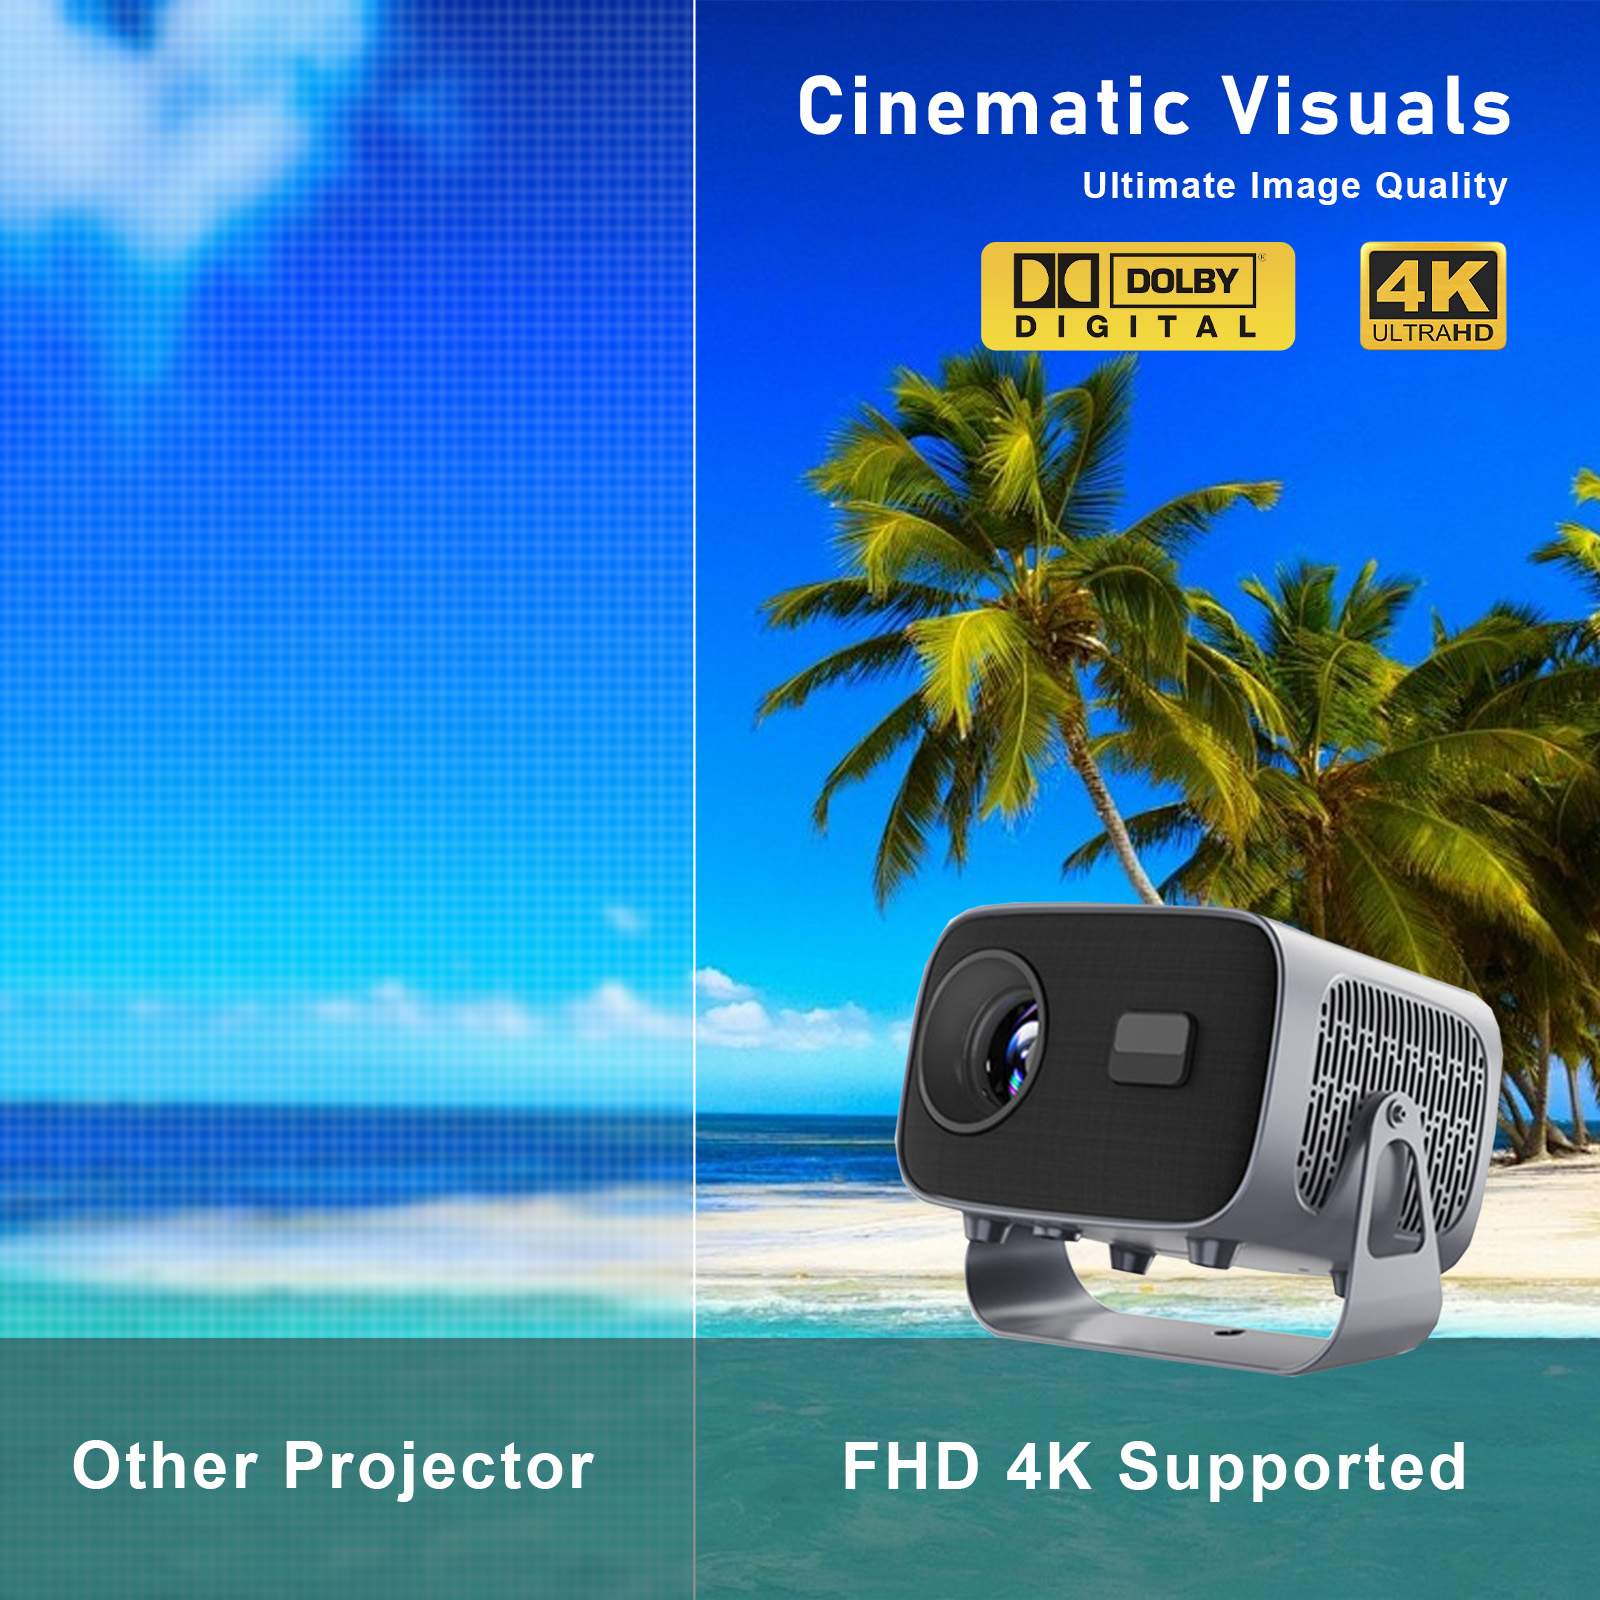 Cinematic Visuals
Ultimate Image Quality
DOLBY®
DIGITAL
4K
ULTRAHD
Other Projector
FHD 4K Supported